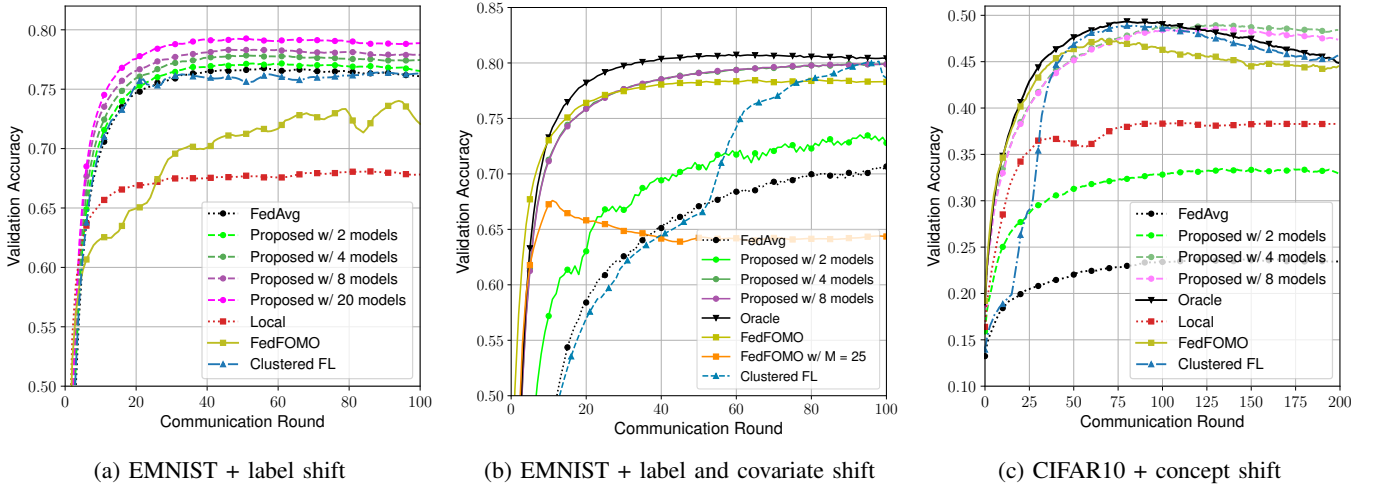 Validation Accuracy
0.80
0.75
0.70
0.65
0.60
0.55
0.50
FedAvg
Proposed w/ 2 models
Proposed w/ 4 models
Proposed w/ 8 models
Proposed w/ 20 models
Local
FedFOMO
Clustered FL
0 20 40 60 80 100
Communication Round
(a) EMNIST + label shift
Validation Accuracy
0.85
0.80
0.75
0.70
0.65
0.60
0.55
0.50
FedAvg
Proposed w/ 2 models
Proposed w/ 4 models
Proposed w/ 8 models
Oracle
FedFOMO
FedFOMO w/ M = 25
Clustered FL
0 20 40 60 80 100
Communication Round
(b) EMNIST + label and covariate shift
Validation Accuracy
0.50
0.45
0.40
0.35
0.30
0.25
0.20
0.15
0.10
FedAvg
Proposed w/ 2 models
Proposed w/ 4 models
Proposed w/ 8 models
Oracle
Local
FedFOMO
Clustered FL
0 25 50 75 100 125 150 175 200
Communication Round
(c) CIFAR10 + concept shift